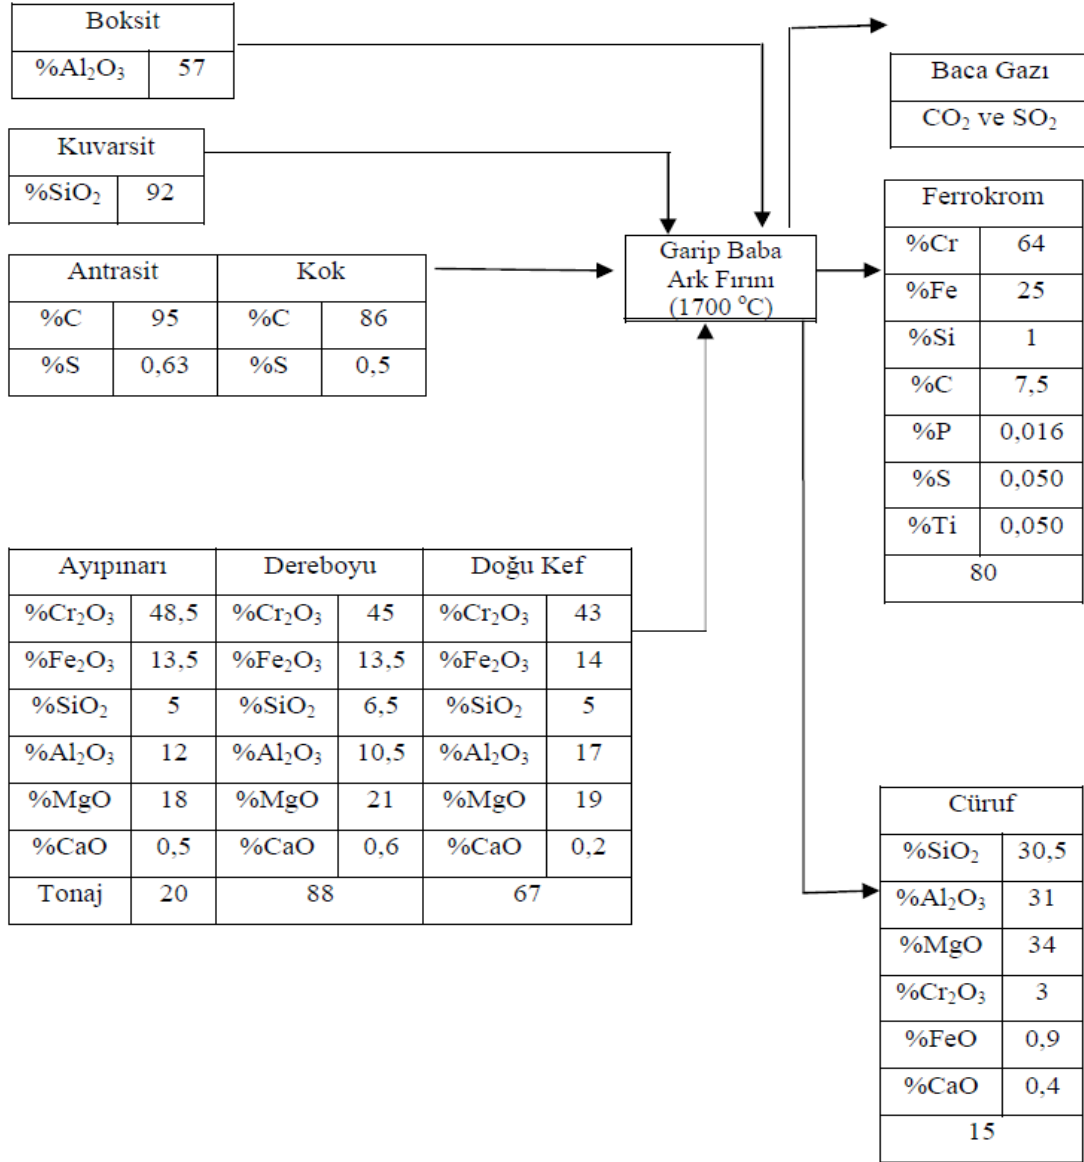 Boksit
%Al₂O₃ 57
Baca Gazı
CO₂ ve SO₂
Kuvarsit
%SiO₂ 92
Antrasit Kok
%C 95 %C 86
%S 0,63 %S 0,5
Garip Baba
Ark Fırını
(1700 °C)
Ferrokrom
%Cr 64
%Fe 25
%Si 1
%C 7,5
%P 0,016
%S 0,050
%Ti 0,050
80
Ayıpınarı Dereboyu Doğu Kef
%Cr₂O₃ 48,5 %Cr₂O₃ 45 %Cr₂O₃ 43
%Fe₂O₃ 13,5 %Fe₂O₃ 13,5 %Fe₂O₃ 14
%SiO₂ 5 %SiO₂ 6,5 %SiO₂ 5
%Al₂O₃ 12 %Al₂O₃ 10,5 %Al₂O₃ 17
%MgO 18 %MgO 21 %MgO 19
%CaO 0,5 %CaO 0,6 %CaO 0,2
Tonaj 20 88 67
Cüruf
%SiO₂ 30,5
%Al₂O₃ 31
%MgO 34
%Cr₂O₃ 3
%FeO 0,9
%CaO 0,4
15